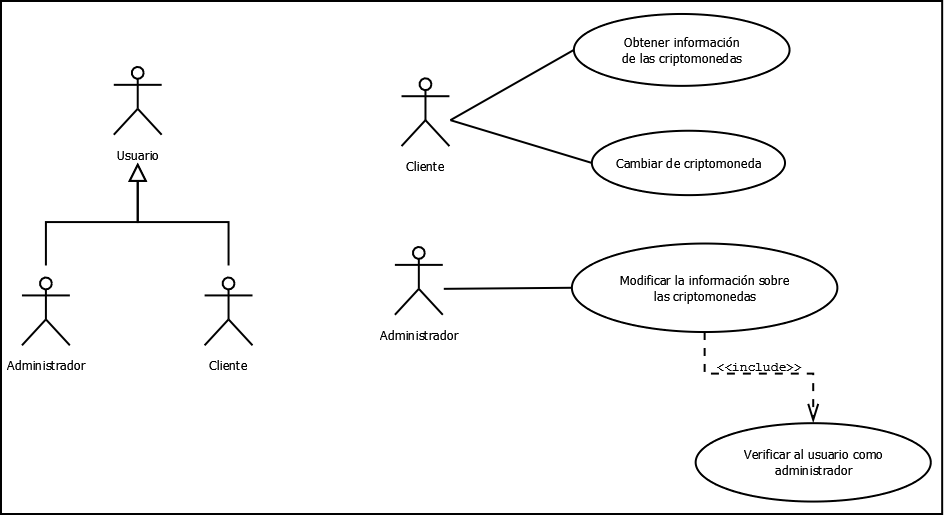 Usuario
Administrador
Cliente
Cliente
Obtener información
de las criptomonedas
Cambiar de criptomoneda
Administrador
Modificar la información sobre
las criptomonedas
<<include>>
Verificar al usuario como
administrador